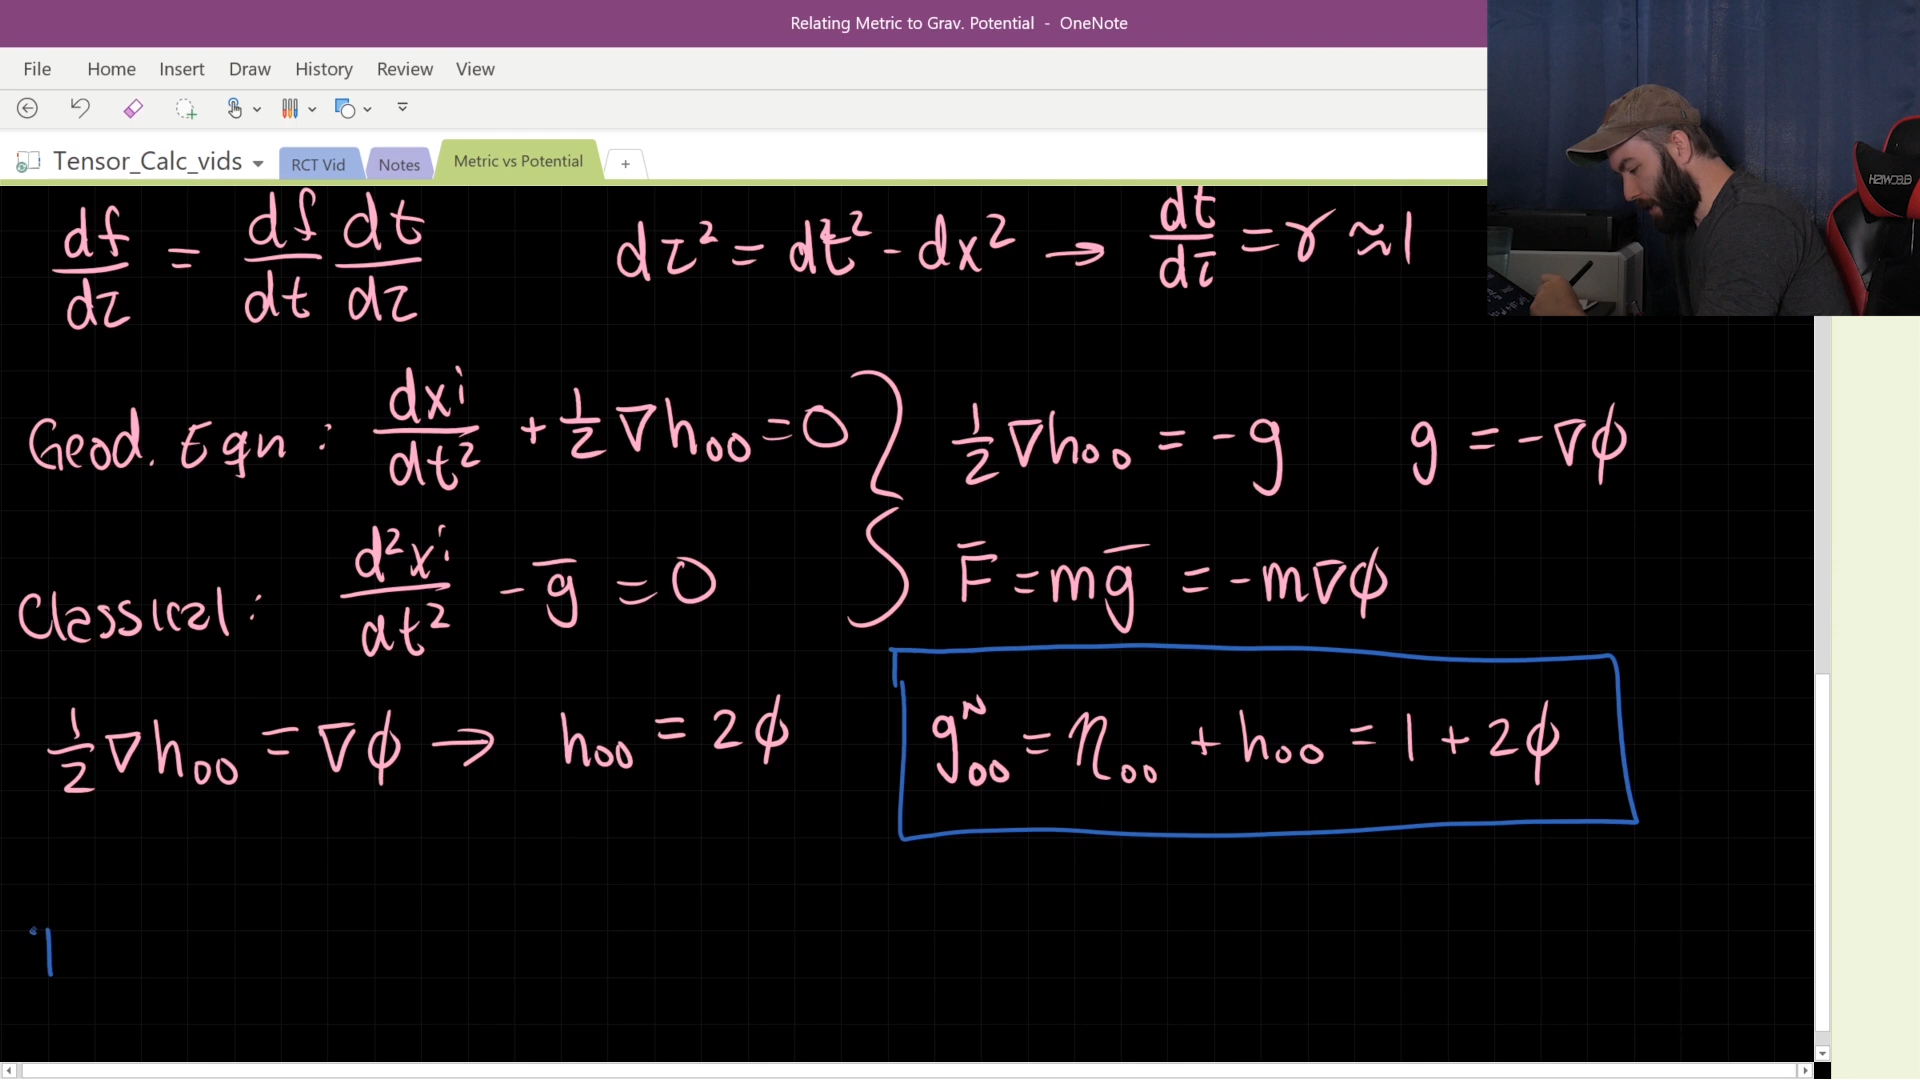 Relating Metric to Grav. Potential - OneNote
File Home Insert Draw History Review View
Tensor_Calc_vids RCT Vid Notes Metric vs Potential +
df/dτ = df/dt dt/dτ dτ² = dt² - dx² → dt/dτ = γ ≈ 1
Geod. Eqn : dxⁱ/dt² + 1/2 ∇h₀₀ = 0 } 1/2 ∇h₀₀ = -g g = -∇ϕ
Classical : d²xⁱ/dt² - g̅ = 0 F̅ = mg̅ = -m∇ϕ
1/2 ∇h₀₀ = ∇ϕ → h₀₀ = 2ϕ g₀₀ᴺ = η₀₀ + h₀₀ = 1 + 2ϕ